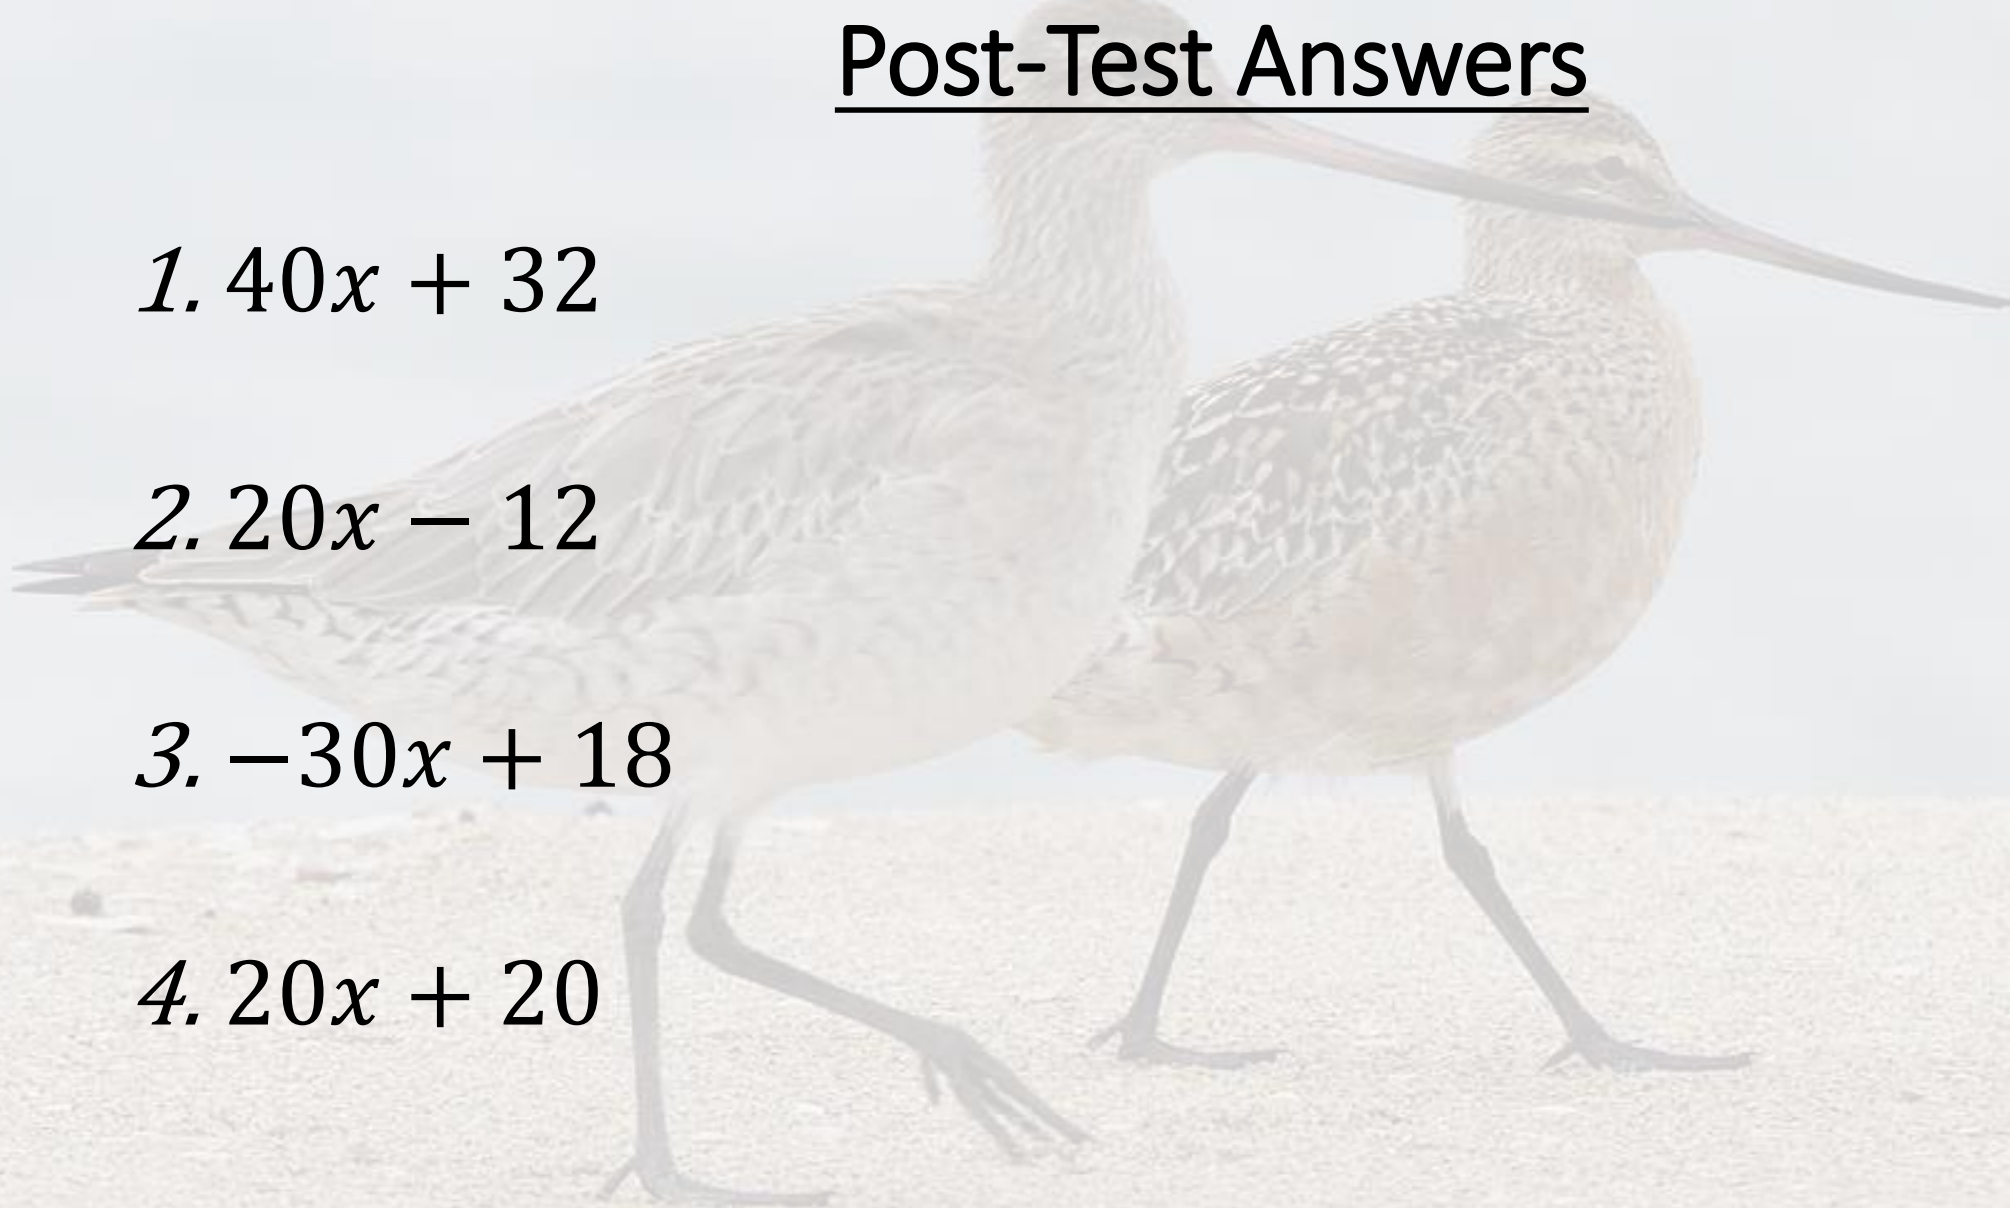 Post-Test Answers
1. 40x + 32
2. 20x − 12
3. −30x + 18
4. 20x + 20